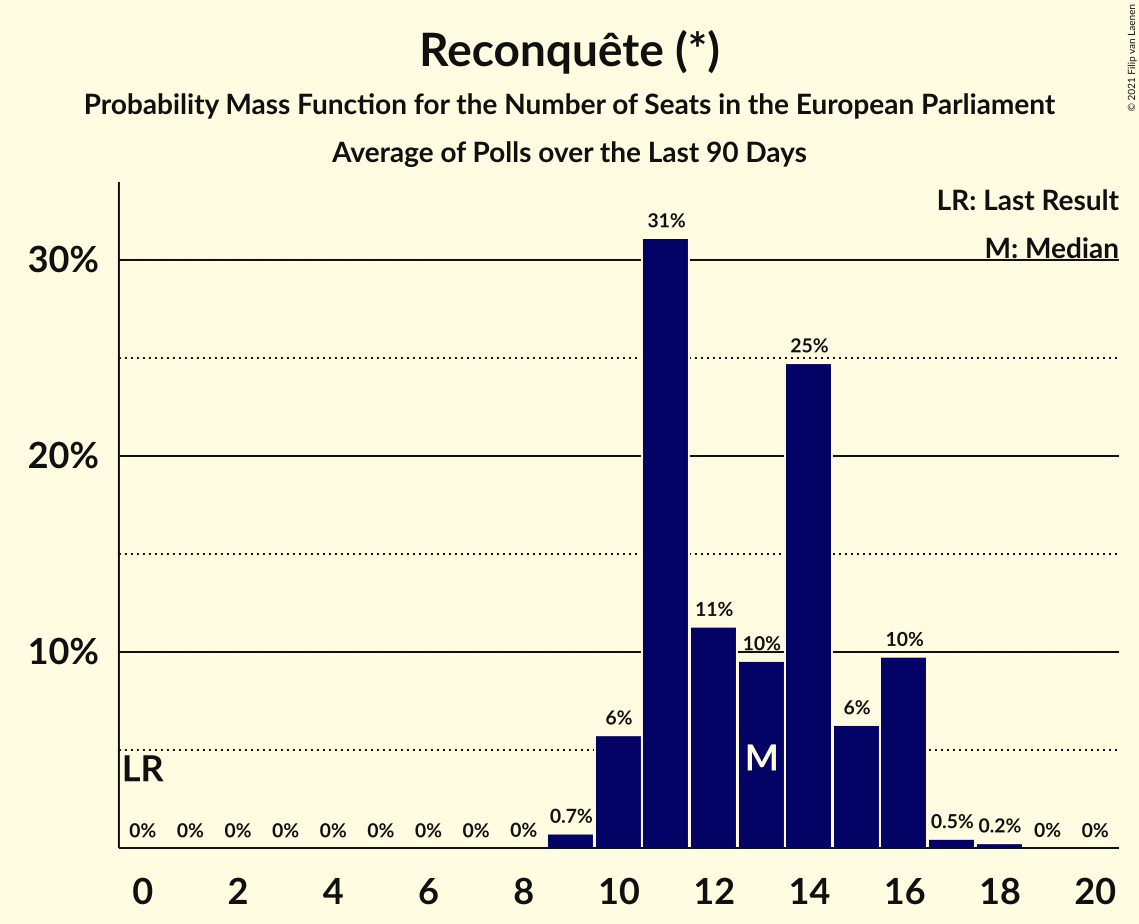 Reconquête (*)
Probability Mass Function for the Number of Seats in the European Parliament
Average of Polls over the Last 90 Days
© 2021 Filip van Laenen
LR: Last Result
M: Median
30%
20%
10%
31%
25%
11%
10%
10%
6%
6%
M
LR
0% 0% 0% 0% 0% 0% 0% 0% 0% 0.7% 0.5% 0.2% 0% 0%
0 2 4 6 8 10 12 14 16 18 20